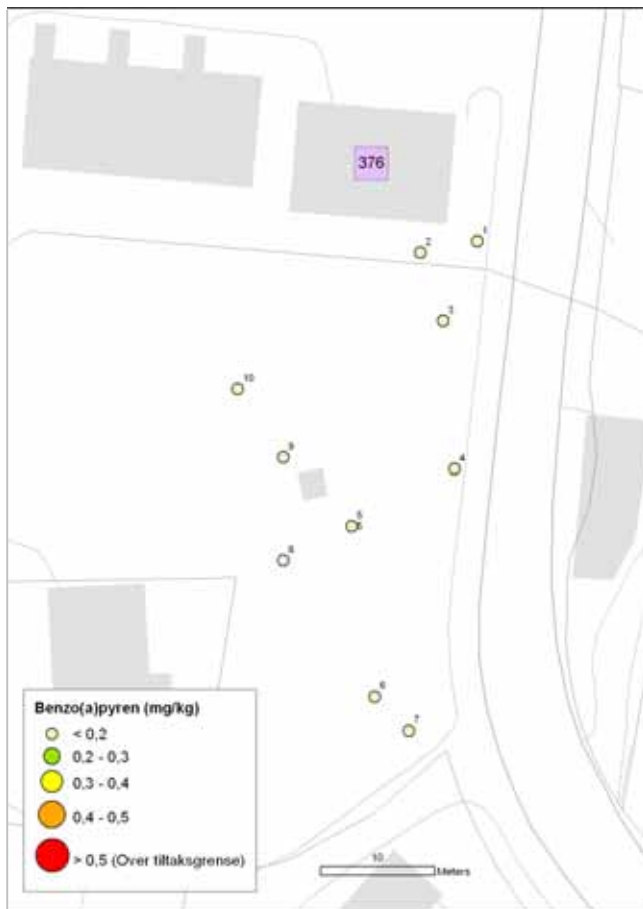 376
1
2
3
10
9
4
5
8
6
7
Benzo(a)pyren (mg/kg)
< 0,2
0,2 - 0,3
0,3 - 0,4
0,4 - 0,5
> 0,5 (Over tiltaksgrense)
10
Meters